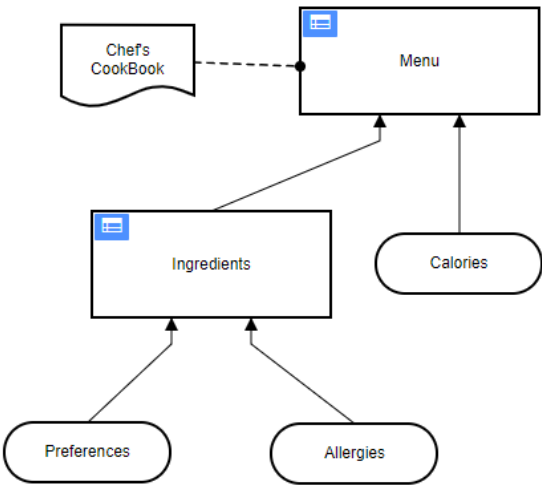 Chef's
CookBook
Menu
Ingredients
Calories
Preferences
Allergies